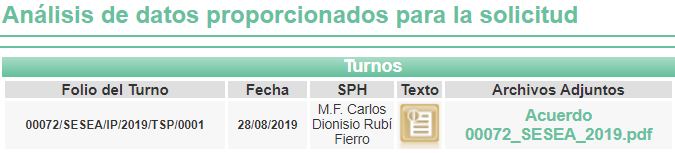 Análisis de datos proporcionados para la solicitud
Turnos
Folio del Turno Fecha SPH Texto Archivos Adjuntos
00072/SESEA/IP/2019/TSP/0001 28/08/2019 M.F. Carlos
Dionisio Rubí
Fierro
Acuerdo
00072_SESEA_2019.pdf